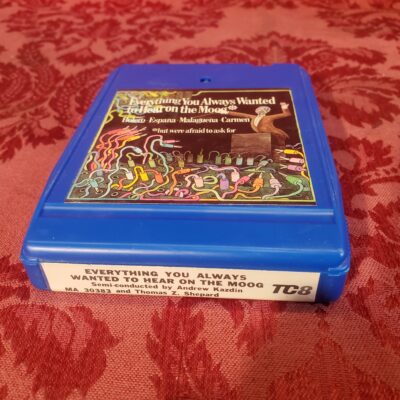 Everything You Always Wanted
to Hear on the Moog*
Bolero · Espana · Malaguena · Carmen
*but were afraid to ask for
EVERYTHING YOU ALWAYS
WANTED TO HEAR ON THE MOOG
Semi-conducted by Andrew Kazdin
MA 30383 and Thomas Z. Shepard
TC8